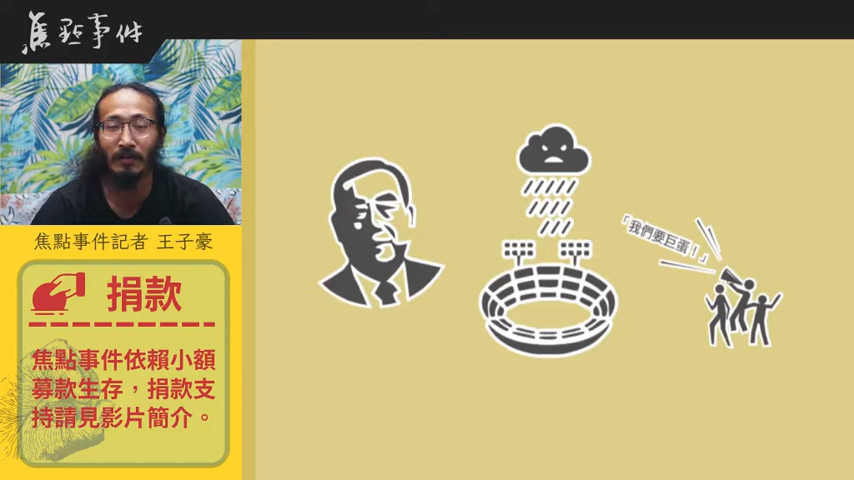 焦點事件
「我們要巨蛋！」
焦點事件記者 王子豪
捐款
焦點事件依賴小額
募款生存，捐款支
持請見影片簡介。